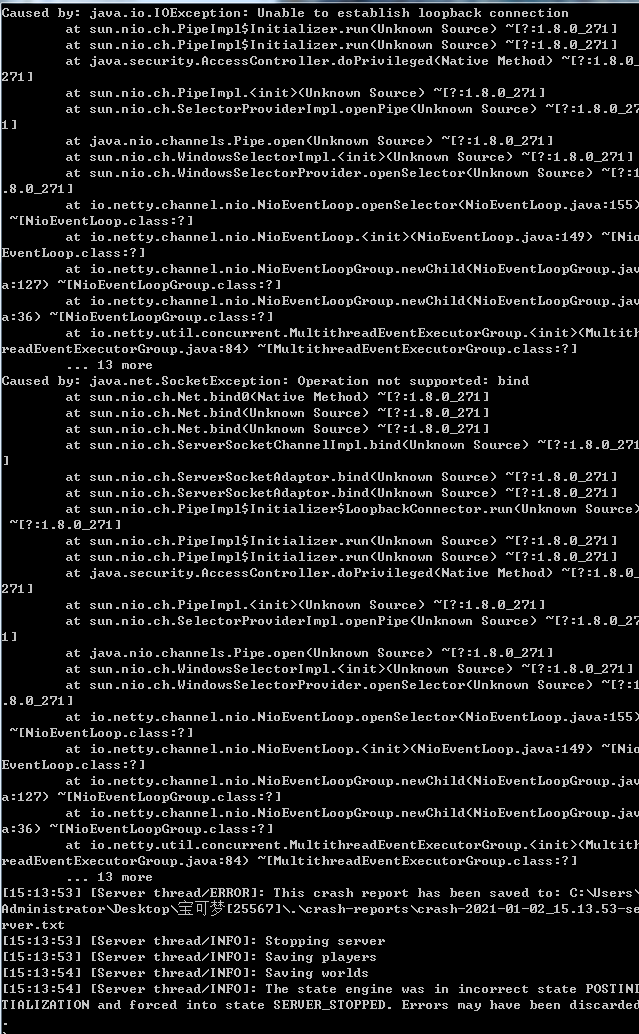 Caused by: java.io.IOException: Unable to establish loopback connection
at sun.nio.ch.PipeImpl$Initializer.run(Unknown Source) ~[?:1.8.0_271]
at sun.nio.ch.PipeImpl$Initializer.run(Unknown Source) ~[?:1.8.0_271]
at java.security.AccessController.doPrivileged(Native Method) ~[?:1.8.0_
271]
at sun.nio.ch.PipeImpl.<init>(Unknown Source) ~[?:1.8.0_271]
at sun.nio.ch.SelectorProviderImpl.openPipe(Unknown Source) ~[?:1.8.0_27
1]
at java.nio.channels.Pipe.open(Unknown Source) ~[?:1.8.0_271]
at sun.nio.ch.WindowsSelectorImpl.<init>(Unknown Source) ~[?:1.8.0_271]
at sun.nio.ch.WindowsSelectorProvider.openSelector(Unknown Source) ~[?:1
.8.0_271]
at io.netty.channel.nio.NioEventLoop.openSelector(NioEventLoop.java:155)
~[NioEventLoop.class:?]
at io.netty.channel.nio.NioEventLoop.<init>(NioEventLoop.java:149) ~[Nio
EventLoop.class:?]
at io.netty.channel.nio.NioEventLoopGroup.newChild(NioEventLoopGroup.jav
a:127) ~[NioEventLoopGroup.class:?]
at io.netty.channel.nio.NioEventLoopGroup.newChild(NioEventLoopGroup.jav
a:36) ~[NioEventLoopGroup.class:?]
at io.netty.util.concurrent.MultithreadEventExecutorGroup.<init>(Multith
readEventExecutorGroup.java:84) ~[MultithreadEventExecutorGroup.class:?]
... 13 more
Caused by: java.net.SocketException: Operation not supported: bind
at sun.nio.ch.Net.bind0(Native Method) ~[?:1.8.0_271]
at sun.nio.ch.Net.bind(Unknown Source) ~[?:1.8.0_271]
at sun.nio.ch.Net.bind(Unknown Source) ~[?:1.8.0_271]
at sun.nio.ch.ServerSocketChannelImpl.bind(Unknown Source) ~[?:1.8.0_271
]
at sun.nio.ch.ServerSocketAdaptor.bind(Unknown Source) ~[?:1.8.0_271]
at sun.nio.ch.ServerSocketAdaptor.bind(Unknown Source) ~[?:1.8.0_271]
at sun.nio.ch.PipeImpl$Initializer$LoopbackConnector.run(Unknown Source)
~[?:1.8.0_271]
at sun.nio.ch.PipeImpl$Initializer.run(Unknown Source) ~[?:1.8.0_271]
at sun.nio.ch.PipeImpl$Initializer.run(Unknown Source) ~[?:1.8.0_271]
at java.security.AccessController.doPrivileged(Native Method) ~[?:1.8.0_
271]
at sun.nio.ch.PipeImpl.<init>(Unknown Source) ~[?:1.8.0_271]
at sun.nio.ch.SelectorProviderImpl.openPipe(Unknown Source) ~[?:1.8.0_27
1]
at java.nio.channels.Pipe.open(Unknown Source) ~[?:1.8.0_271]
at sun.nio.ch.WindowsSelectorImpl.<init>(Unknown Source) ~[?:1.8.0_271]
at sun.nio.ch.WindowsSelectorProvider.openSelector(Unknown Source) ~[?:1
.8.0_271]
at io.netty.channel.nio.NioEventLoop.openSelector(NioEventLoop.java:155)
~[NioEventLoop.class:?]
at io.netty.channel.nio.NioEventLoop.<init>(NioEventLoop.java:149) ~[Nio
EventLoop.class:?]
at io.netty.channel.nio.NioEventLoopGroup.newChild(NioEventLoopGroup.jav
a:127) ~[NioEventLoopGroup.class:?]
at io.netty.channel.nio.NioEventLoopGroup.newChild(NioEventLoopGroup.jav
a:36) ~[NioEventLoopGroup.class:?]
at io.netty.util.concurrent.MultithreadEventExecutorGroup.<init>(Multith
readEventExecutorGroup.java:84) ~[MultithreadEventExecutorGroup.class:?]
... 13 more
[15:13:53] [Server thread/ERROR]: This crash report has been saved to: C:\Users\
Administrator\Desktop\宝可梦[25567]\.\crash-reports\crash-2021-01-02_15.13.53-se
rver.txt
[15:13:53] [Server thread/INFO]: Stopping server
[15:13:53] [Server thread/INFO]: Saving players
[15:13:54] [Server thread/INFO]: Saving worlds
[15:13:54] [Server thread/INFO]: The state engine was in incorrect state POSTINI
TIALIZATION and forced into state SERVER_STOPPED. Errors may have been discarded
.